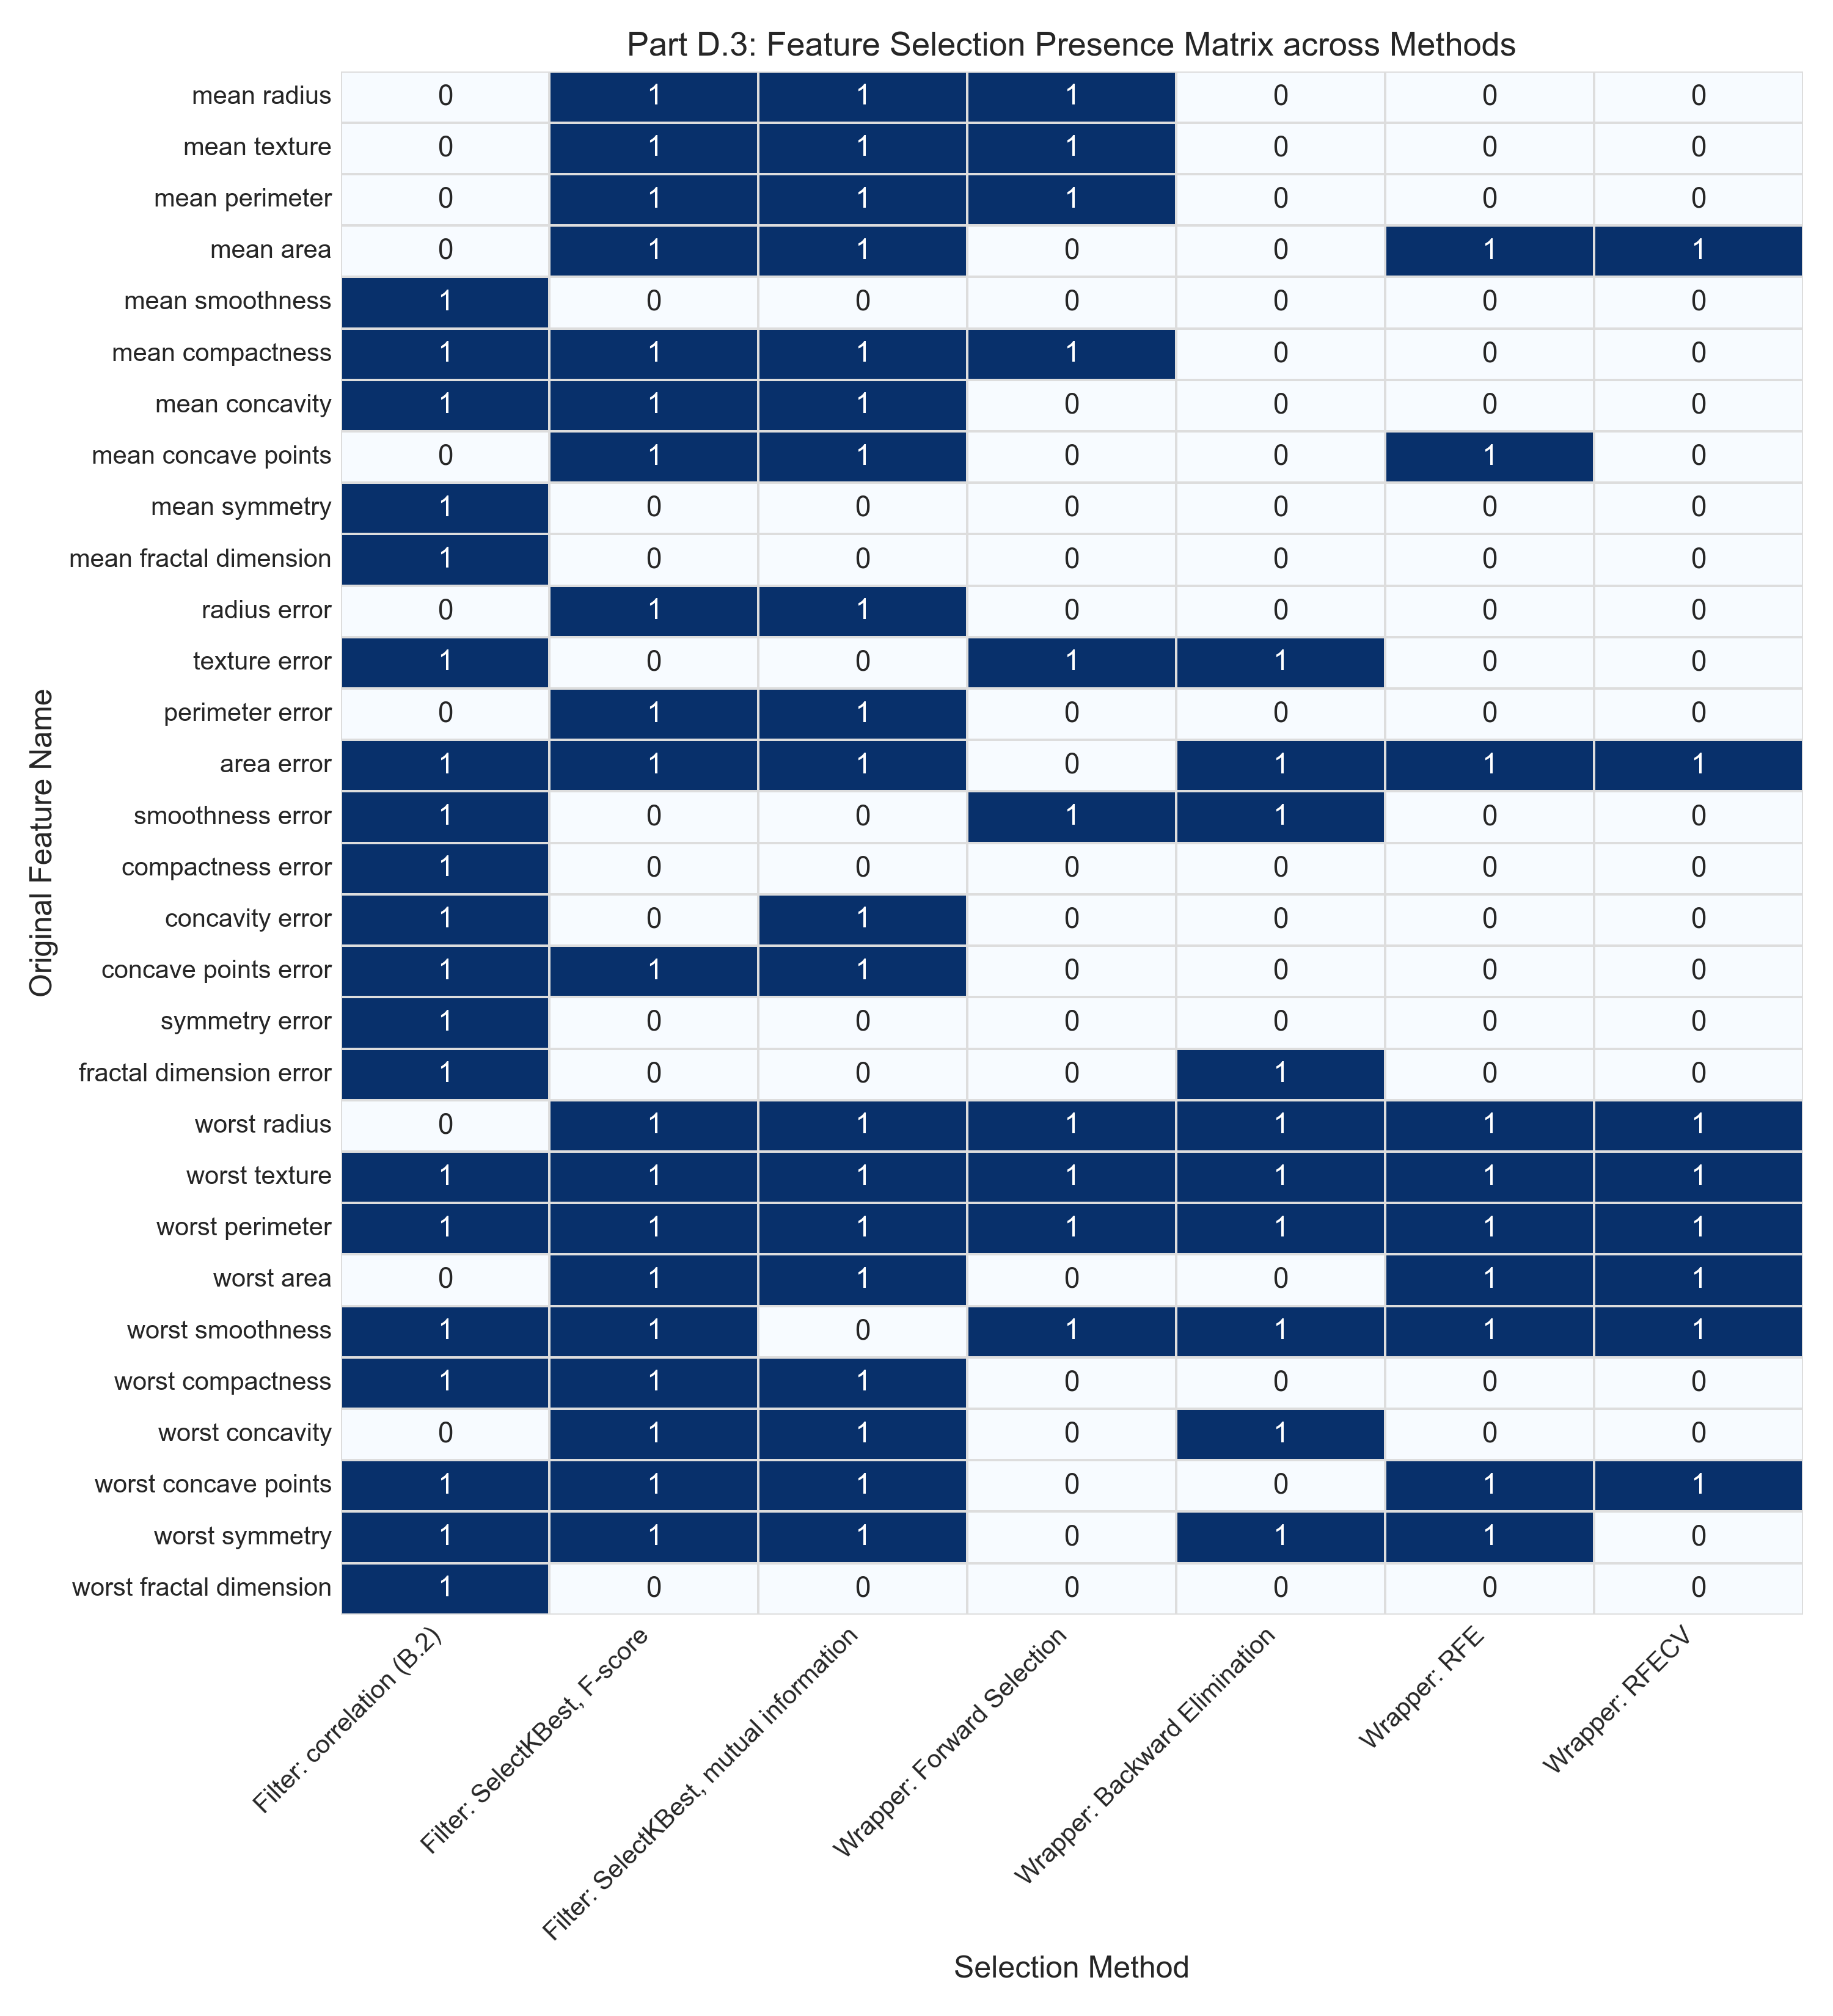 Part D.3: Feature Selection Presence Matrix across Methods
mean radius 0 1 1 1 0 0 0
mean texture 0 1 1 1 0 0 0
mean perimeter 0 1 1 1 0 0 0
mean area 0 1 1 0 0 1 1
mean smoothness 1 0 0 0 0 0 0
mean compactness 1 1 1 1 0 0 0
mean concavity 1 1 1 0 0 0 0
mean concave points 0 1 1 0 0 1 0
mean symmetry 1 0 0 0 0 0 0
mean fractal dimension 1 0 0 0 0 0 0
radius error 0 1 1 0 0 0 0
texture error 1 0 0 1 1 0 0
perimeter error 0 1 1 0 0 0 0
area error 1 1 1 0 1 1 1
smoothness error 1 0 0 1 1 0 0
compactness error 1 0 0 0 0 0 0
concavity error 1 0 1 0 0 0 0
concave points error 1 1 1 0 0 0 0
symmetry error 1 0 0 0 0 0 0
fractal dimension error 1 0 0 0 1 0 0
worst radius 0 1 1 1 1 1 1
worst texture 1 1 1 1 1 1 1
worst perimeter 1 1 1 1 1 1 1
worst area 0 1 1 0 0 1 1
worst smoothness 1 1 0 1 1 1 1
worst compactness 1 1 1 0 0 0 0
worst concavity 0 1 1 0 1 0 0
worst concave points 1 1 1 0 0 1 1
worst symmetry 1 1 1 0 1 1 0
worst fractal dimension 1 0 0 0 0 0 0
Original Feature Name
Filter: correlation (B.2)
Filter: SelectKBest, F-score
Filter: SelectKBest, mutual information
Wrapper: Forward Selection
Wrapper: Backward Elimination
Wrapper: RFE
Wrapper: RFECV
Selection Method